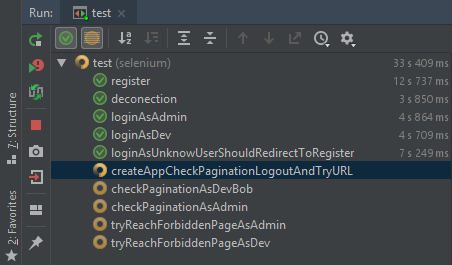 Run: test
test (selenium) 33 s 409 ms
register 12 s 737 ms
deconection 3 s 850 ms
loginAsAdmin 4 s 864 ms
loginAsDev 4 s 709 ms
loginAsUnknowUserShouldRedirectToRegister 7 s 249 ms
createAppCheckPaginationLogoutAndTryURL
checkPaginationAsDevBob
checkPaginationAsAdmin
tryReachForbiddenPageAsAdmin
tryReachForbiddenPageAsDev
7: Structure
2: Favorites